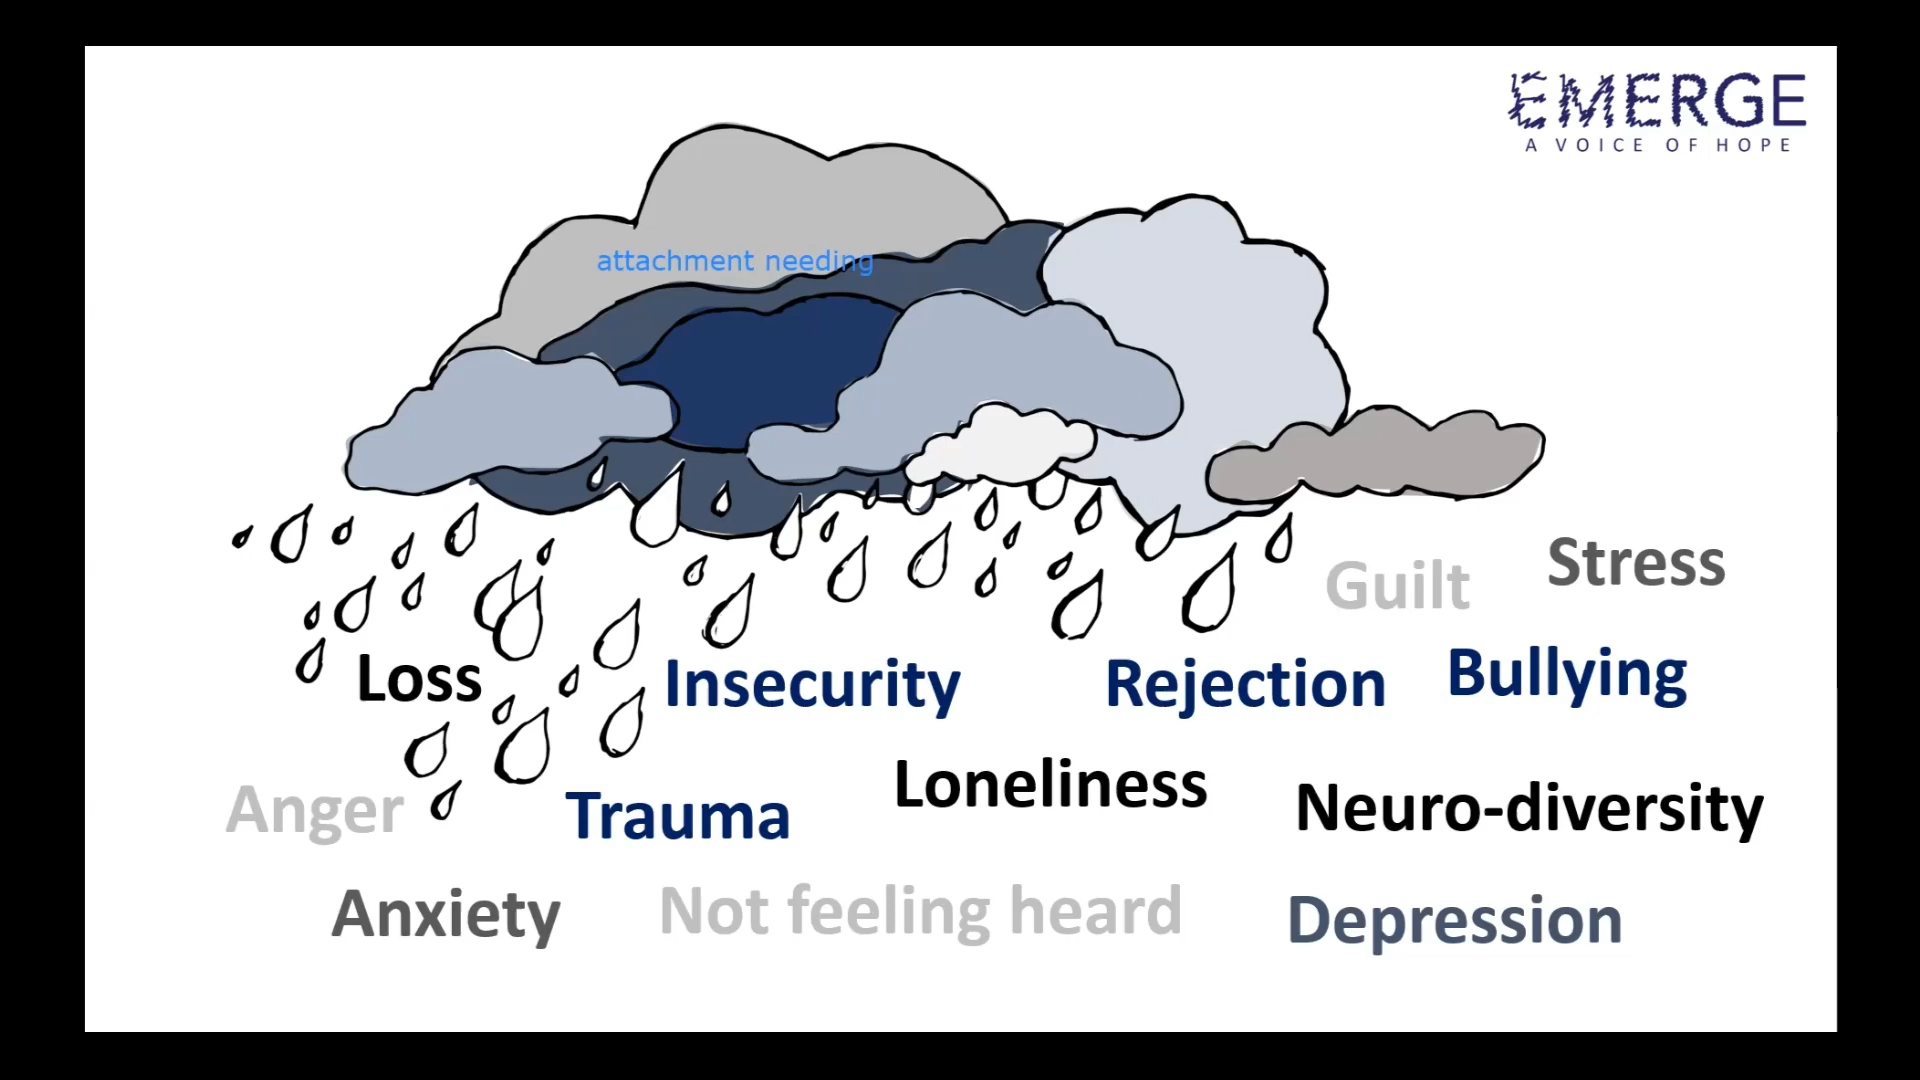 EMERGE
A VOICE OF HOPE
attachment needing
Guilt
Stress
Loss
Insecurity
Rejection
Bullying
Anger
Trauma
Loneliness
Neuro-diversity
Anxiety
Not feeling heard
Depression